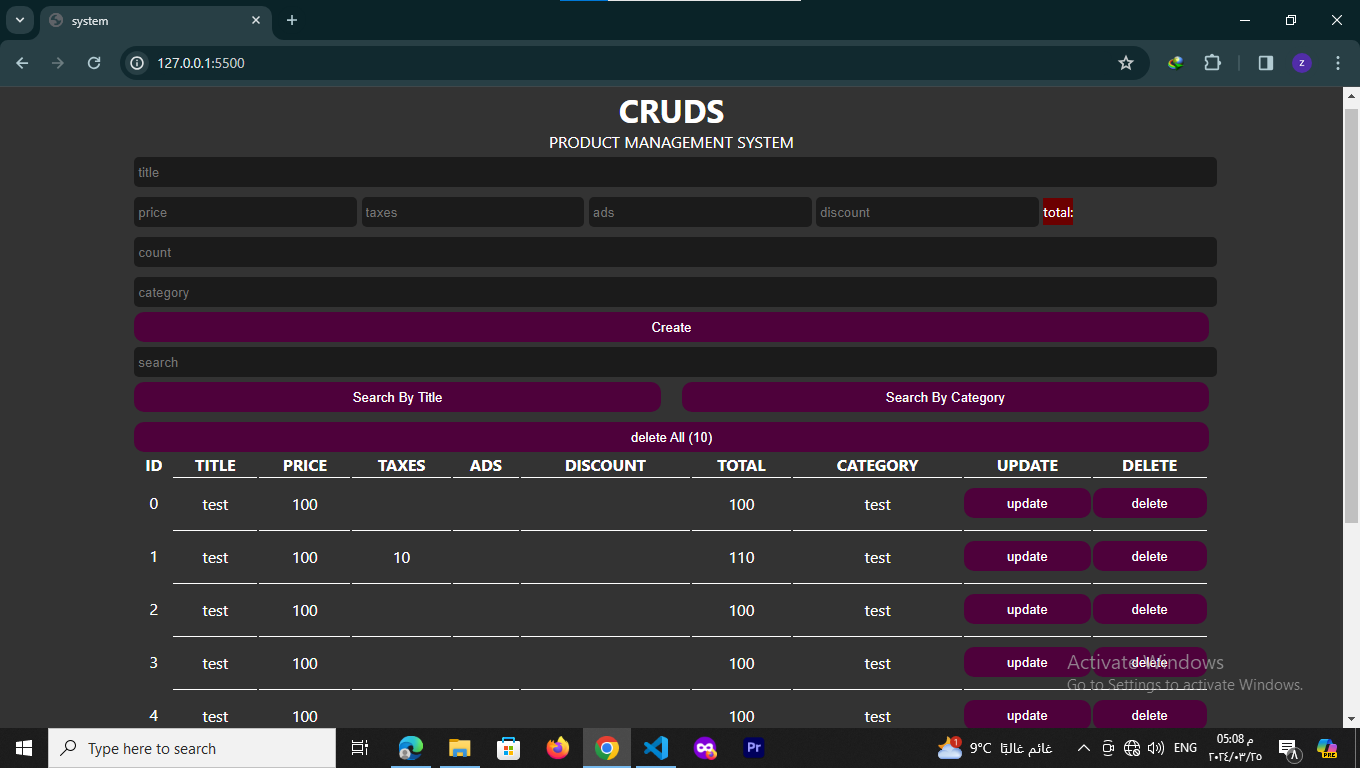 system
127.0.0.1:5500
z
CRUDS
PRODUCT MANAGEMENT SYSTEM
title
price taxes ads discount total:
count
category
Create
search
Search By Title Search By Category
delete All (10)
ID TITLE PRICE TAXES ADS DISCOUNT TOTAL CATEGORY UPDATE DELETE
0 test 100 100 test update delete
1 test 100 10 110 test update delete
2 test 100 100 test update delete
3 test 100 100 test update delete
Activate Windows
Go to Settings to activate Windows.
4 test 100 100 test update delete
Type here to search
Pr
1
9°C غائم غالبًا
ENG
05:08 م
٢٠٢٤/٠٣/٢٥
٨
PRE